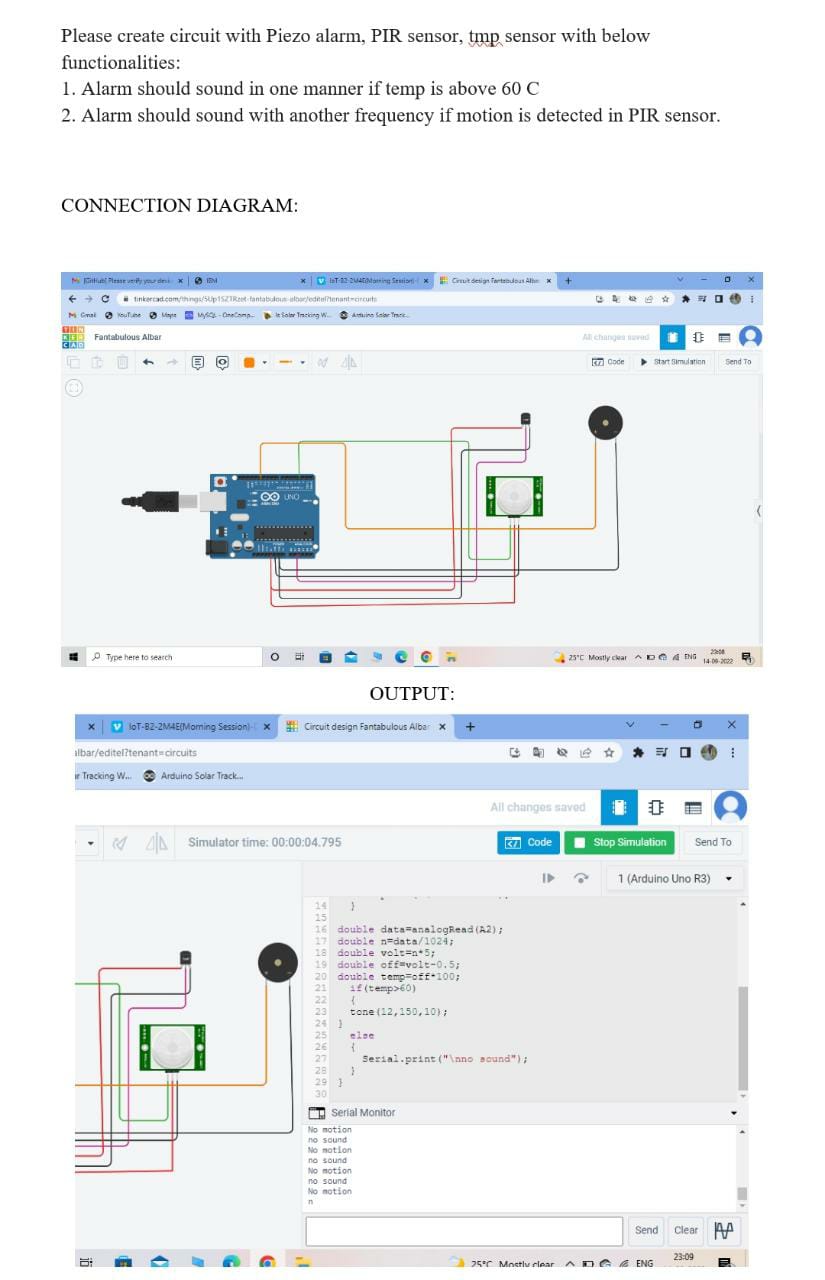 Please create circuit with Piezo alarm, PIR sensor, tmp sensor with below
functionalities:
1. Alarm should sound in one manner if temp is above 60 C
2. Alarm should sound with another frequency if motion is detected in PIR sensor.
CONNECTION DIAGRAM:
(GitHub) Please verify your devi x IBM x IoT-B2-2M4E(Morning Session)- x Circuit design Fantabulous Alba x +
tinkercad.com/things/5Up1SZTRzet-fantabulous-albar/editel?tenant=circuits
Gmail YouTube Maps MySQL - OneComp... Is Solar Tracking W... Arduino Solar Track...
TIN
KER
CAD
Fantabulous Albar All changes saved
Code Start Simulation Send To
UNO
Type here to search 25°C Mostly clear ENG 23:08
14-09-2022
OUTPUT:
x IoT-B2-2M4E(Morning Session)- x Circuit design Fantabulous Albar x +
albar/editel?tenant=circuits
r Tracking W... Arduino Solar Track...
All changes saved
Simulator time: 00:00:04.795 Code Stop Simulation Send To
1 (Arduino Uno R3)
14 }
15
16 double data=analogRead(A2);
17 double n=data/1024;
18 double volt=n*5;
19 double off=volt-0.5;
20 double temp=off*100;
21 if(temp>60)
22 {
23 tone(12,150,10);
24 }
25 else
26 {
27 Serial.print("\nno sound");
28 }
29 }
30
Serial Monitor
No motion
no sound
No motion
no sound
No motion
no sound
No motion
n
Send Clear
25°C Mostly clear ENG 23:09